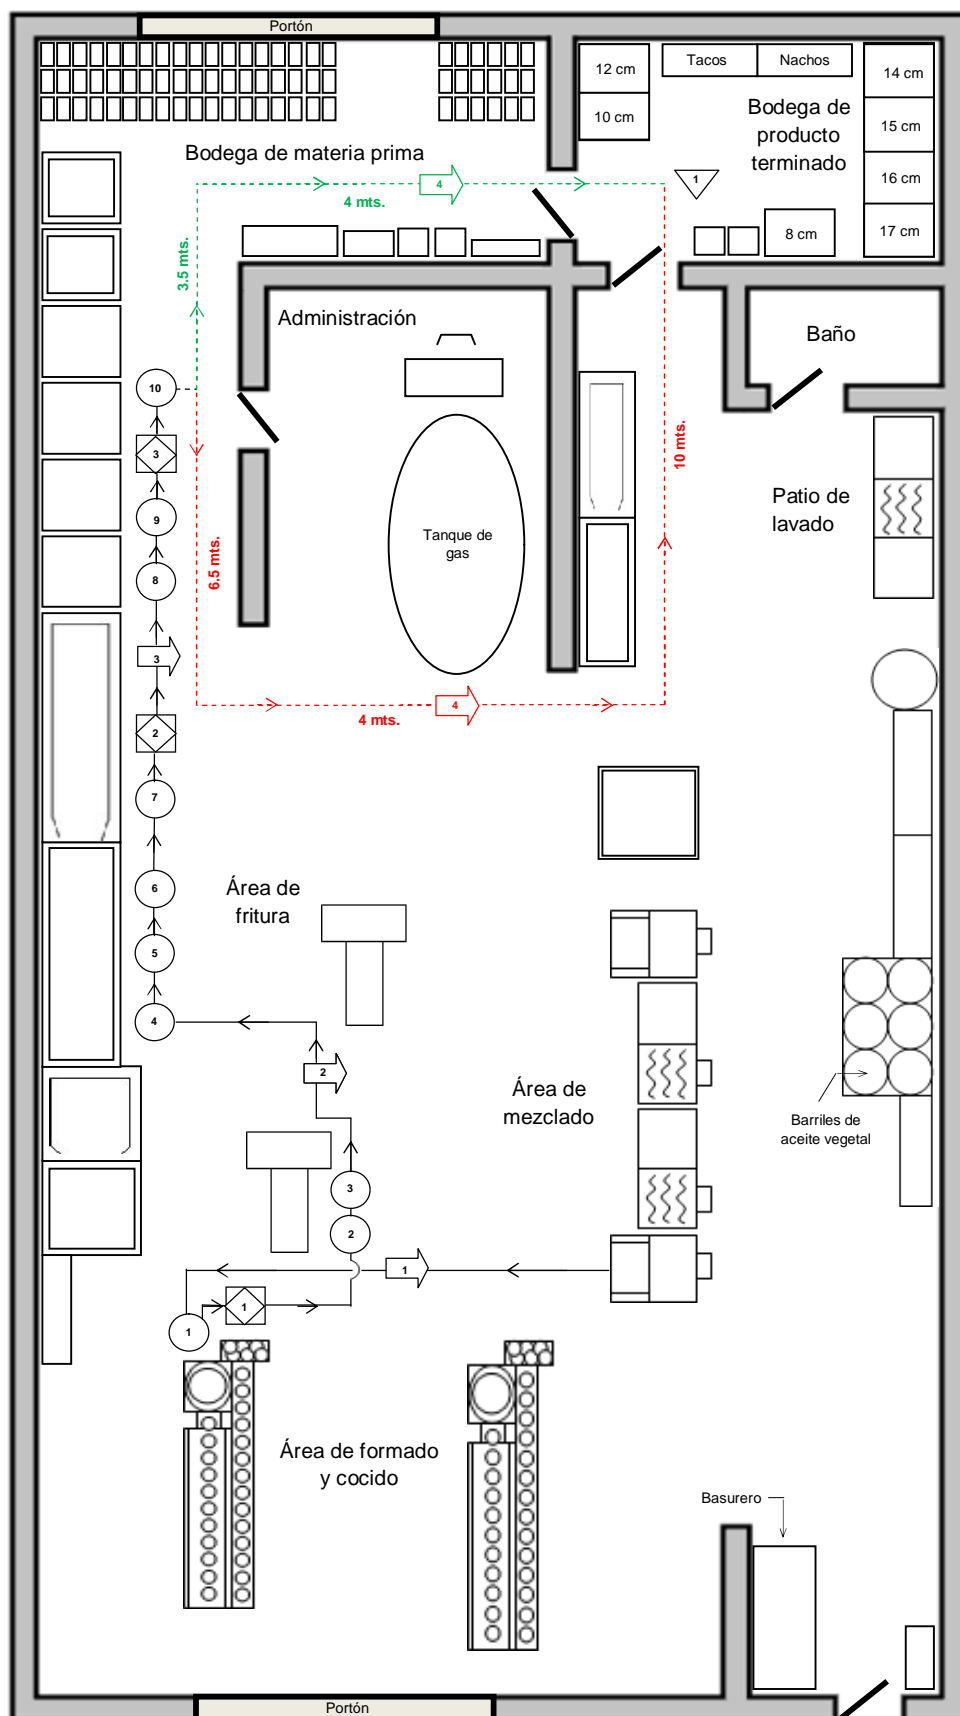 Portón
12 cm
Tacos
Nachos
14 cm
10 cm
Bodega de
producto
terminado
15 cm
Bodega de materia prima
16 cm
1
4
4 mts.
17 cm
8 cm
3.5 mts.
Administración
Baño
10
3
10 mts.
Patio de
lavado
9
Tanque de
gas
8
6.5 mts.
3
2
4
4 mts.
7
6
Área de
fritura
5
4
2
Área de
mezclado
Barriles de
aceite vegetal
3
2
1
1
1
Área de formado
y cocido
Basurero
Portón